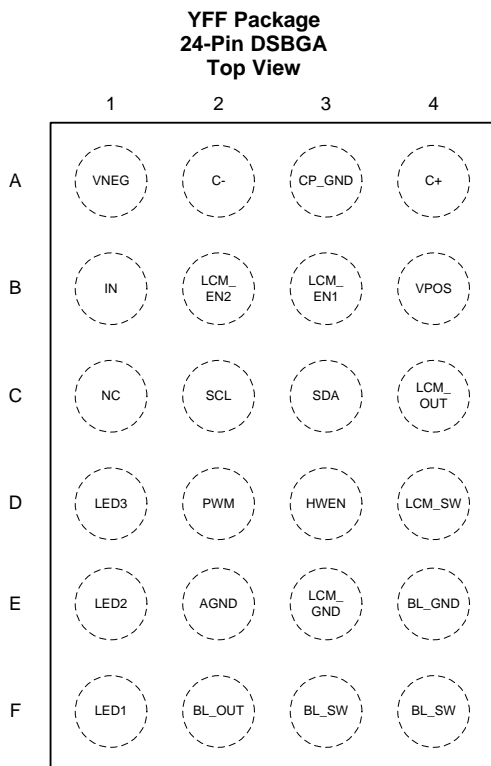 YFF Package
24-Pin DSBGA
Top View
1 2 3 4
A VNEG C- CP_GND C+
B IN LCM_
EN2 LCM_
EN1 VPOS
C NC SCL SDA LCM_
OUT
D LED3 PWM HWEN LCM_SW
E LED2 AGND LCM_
GND BL_GND
F LED1 BL_OUT BL_SW BL_SW